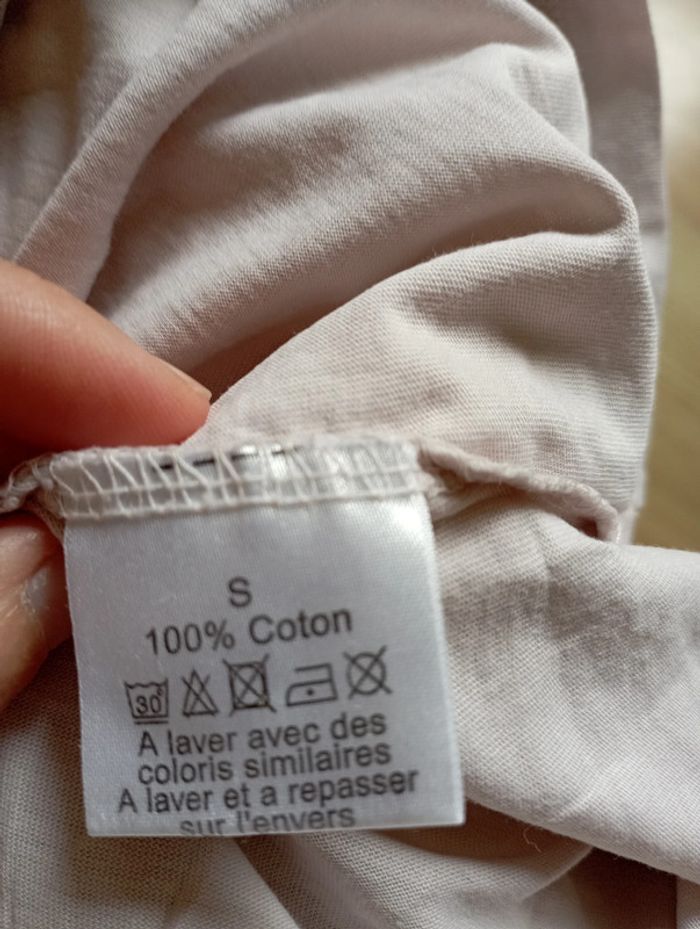 S
100% Coton
30°
A laver avec des
coloris similaires
A laver et a repasser
sur l'envers